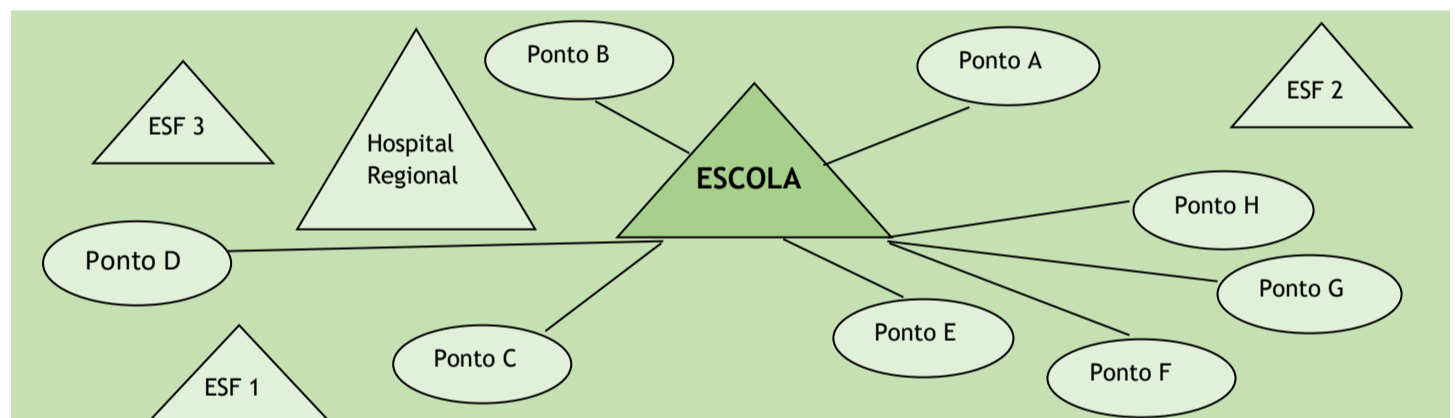 Ponto B
Ponto A
ESF 2
ESF 3
Hospital
Regional
ESCOLA
Ponto H
Ponto D
Ponto G
Ponto E
Ponto C
Ponto F
ESF 1